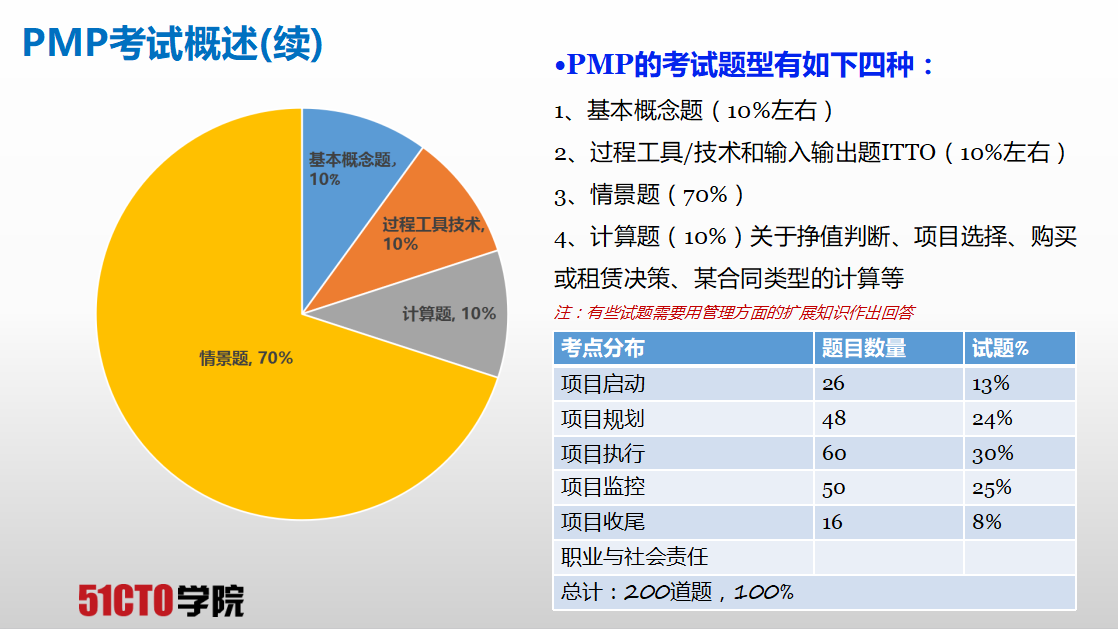 PMP考试概述(续)
基本概念题,
10%
过程工具技术,
10%
计算题, 10%
情景题, 70%
51CTO学院
•PMP的考试题型有如下四种：
1、基本概念题（10%左右）
2、过程工具/技术和输入输出题ITTO（10%左右）
3、情景题（70%）
4、计算题（10%）关于挣值判断、项目选择、购买
或租赁决策、某合同类型的计算等
注：有些试题需要用管理方面的扩展知识作出回答
考点分布 题目数量 试题%
项目启动 26 13%
项目规划 48 24%
项目执行 60 30%
项目监控 50 25%
项目收尾 16 8%
职业与社会责任
总计：200道题，100%